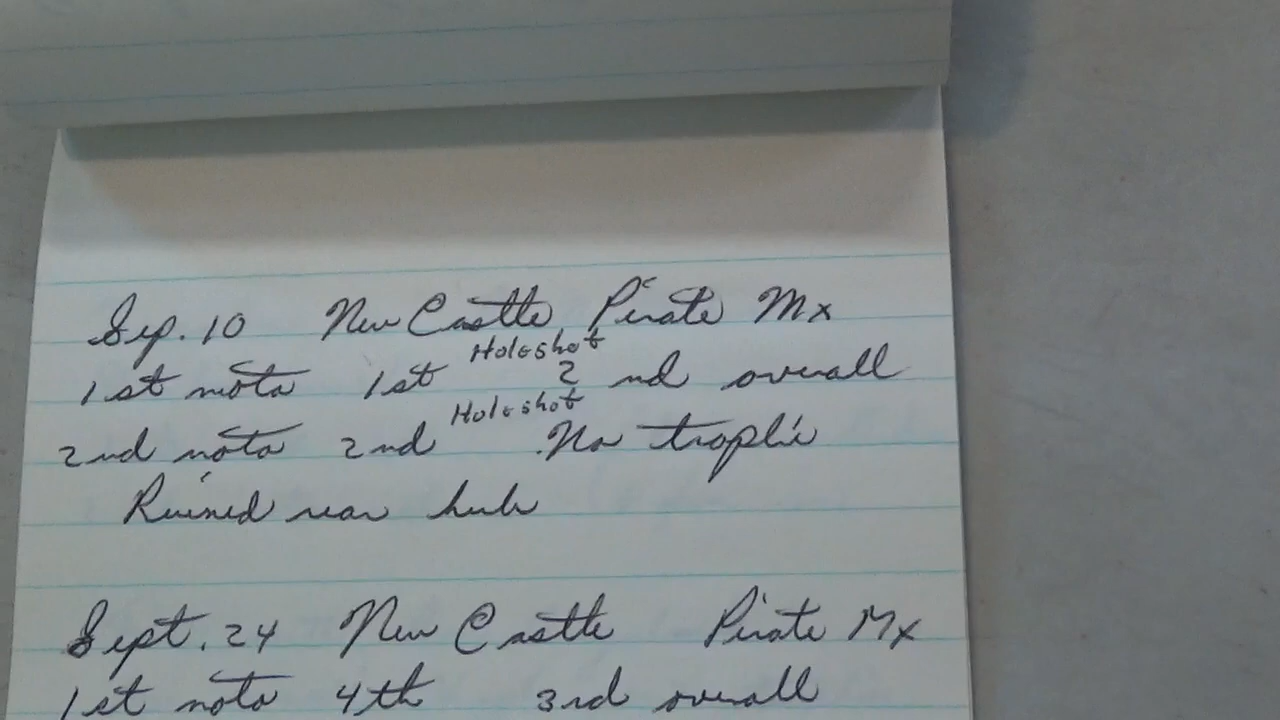 Sep. 10 New Castle Pirate Mx
Holeshot
1st moto 1st 2nd overall
Holeshot
2nd moto 2nd No trophie
Ruined rear hub
Sept. 24 New Castle Pirate Mx
1st moto 4th 3rd overall